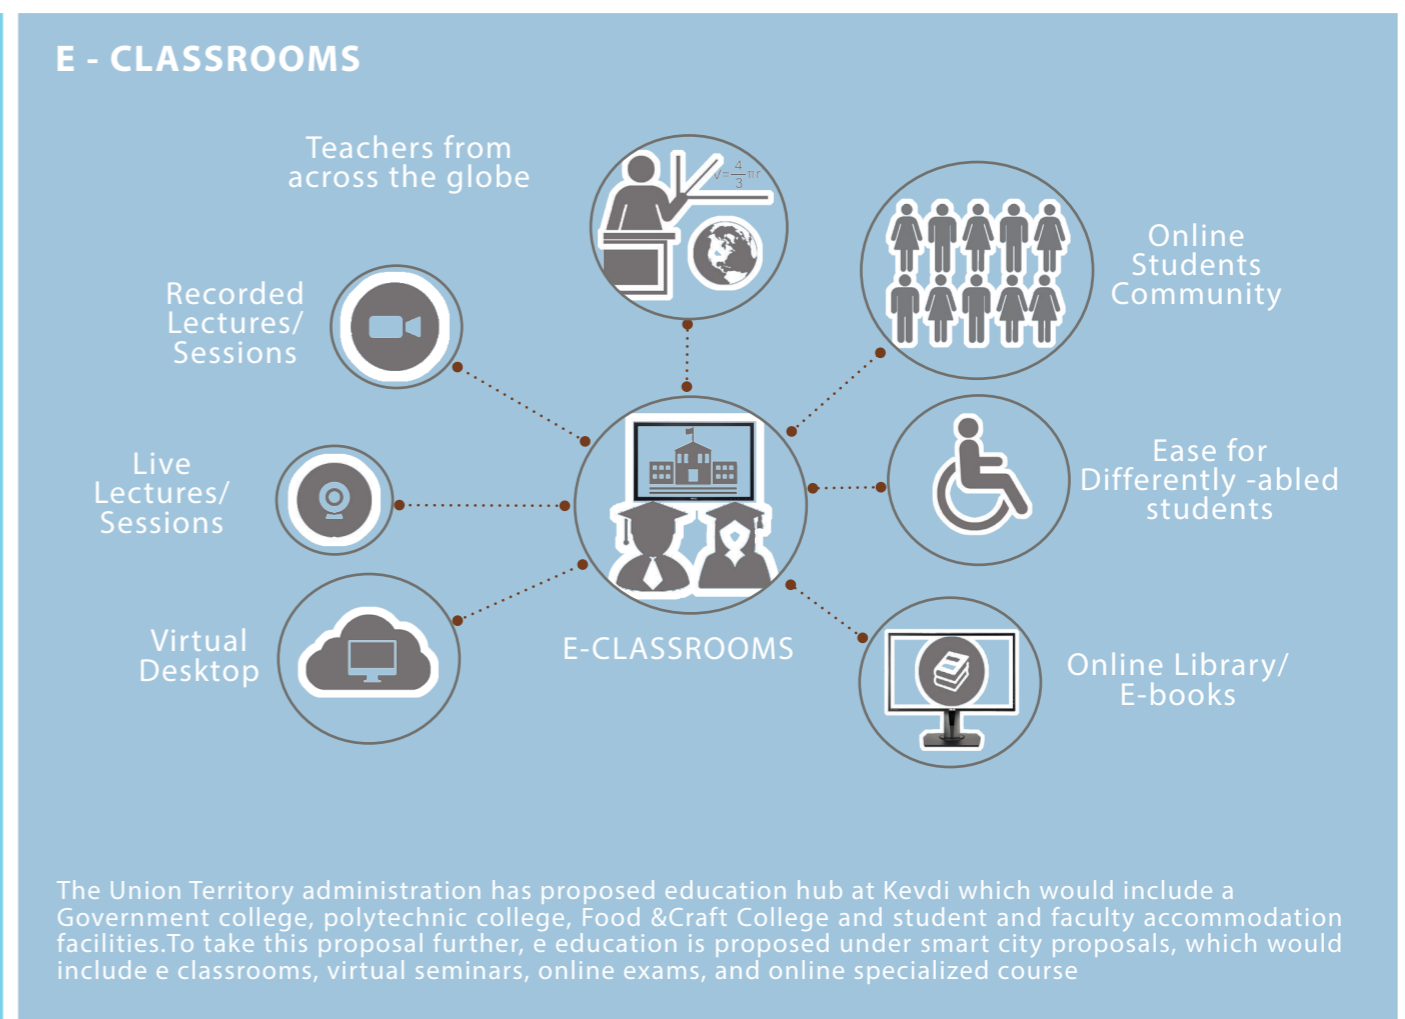 E - CLASSROOMS
Teachers from
across the globe
V=4/3πr
Online
Students
Community
Recorded
Lectures/
Sessions
Live
Lectures/
Sessions
Ease for
Differently -abled
students
Virtual
Desktop
E-CLASSROOMS
Online Library/
E-books
The Union Territory administration has proposed education hub at Kevdi which would include a
Government college, polytechnic college, Food &Craft College and student and faculty accommodation
facilities.To take this proposal further, e education is proposed under smart city proposals, which would
include e classrooms, virtual seminars, online exams, and online specialized course